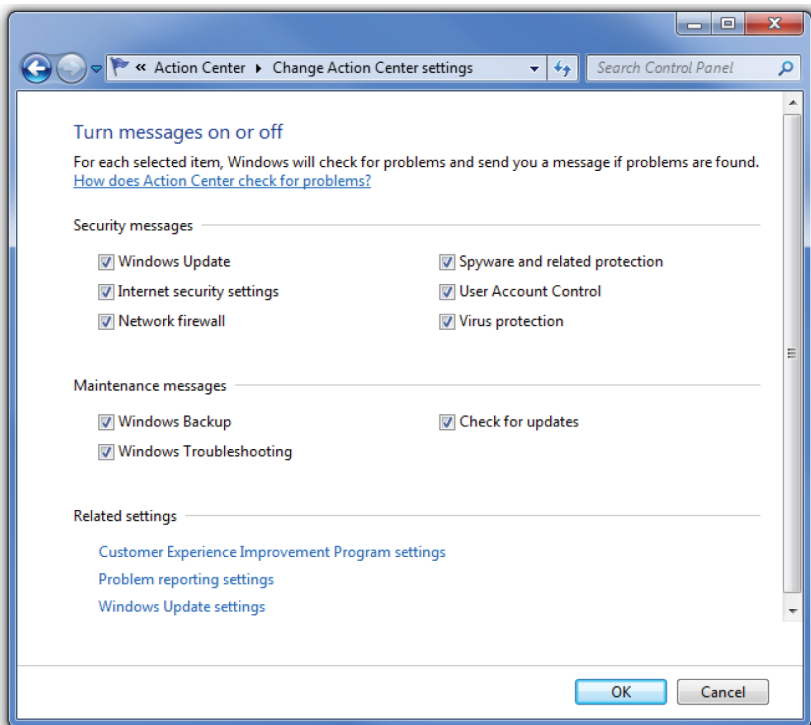 « Action Center ▸ Change Action Center settings
Search Control Panel
Turn messages on or off
For each selected item, Windows will check for problems and send you a message if problems are found.
How does Action Center check for problems?
Security messages
Windows Update
Spyware and related protection
Internet security settings
User Account Control
Network firewall
Virus protection
Maintenance messages
Windows Backup
Check for updates
Windows Troubleshooting
Related settings
Customer Experience Improvement Program settings
Problem reporting settings
Windows Update settings
OK
Cancel